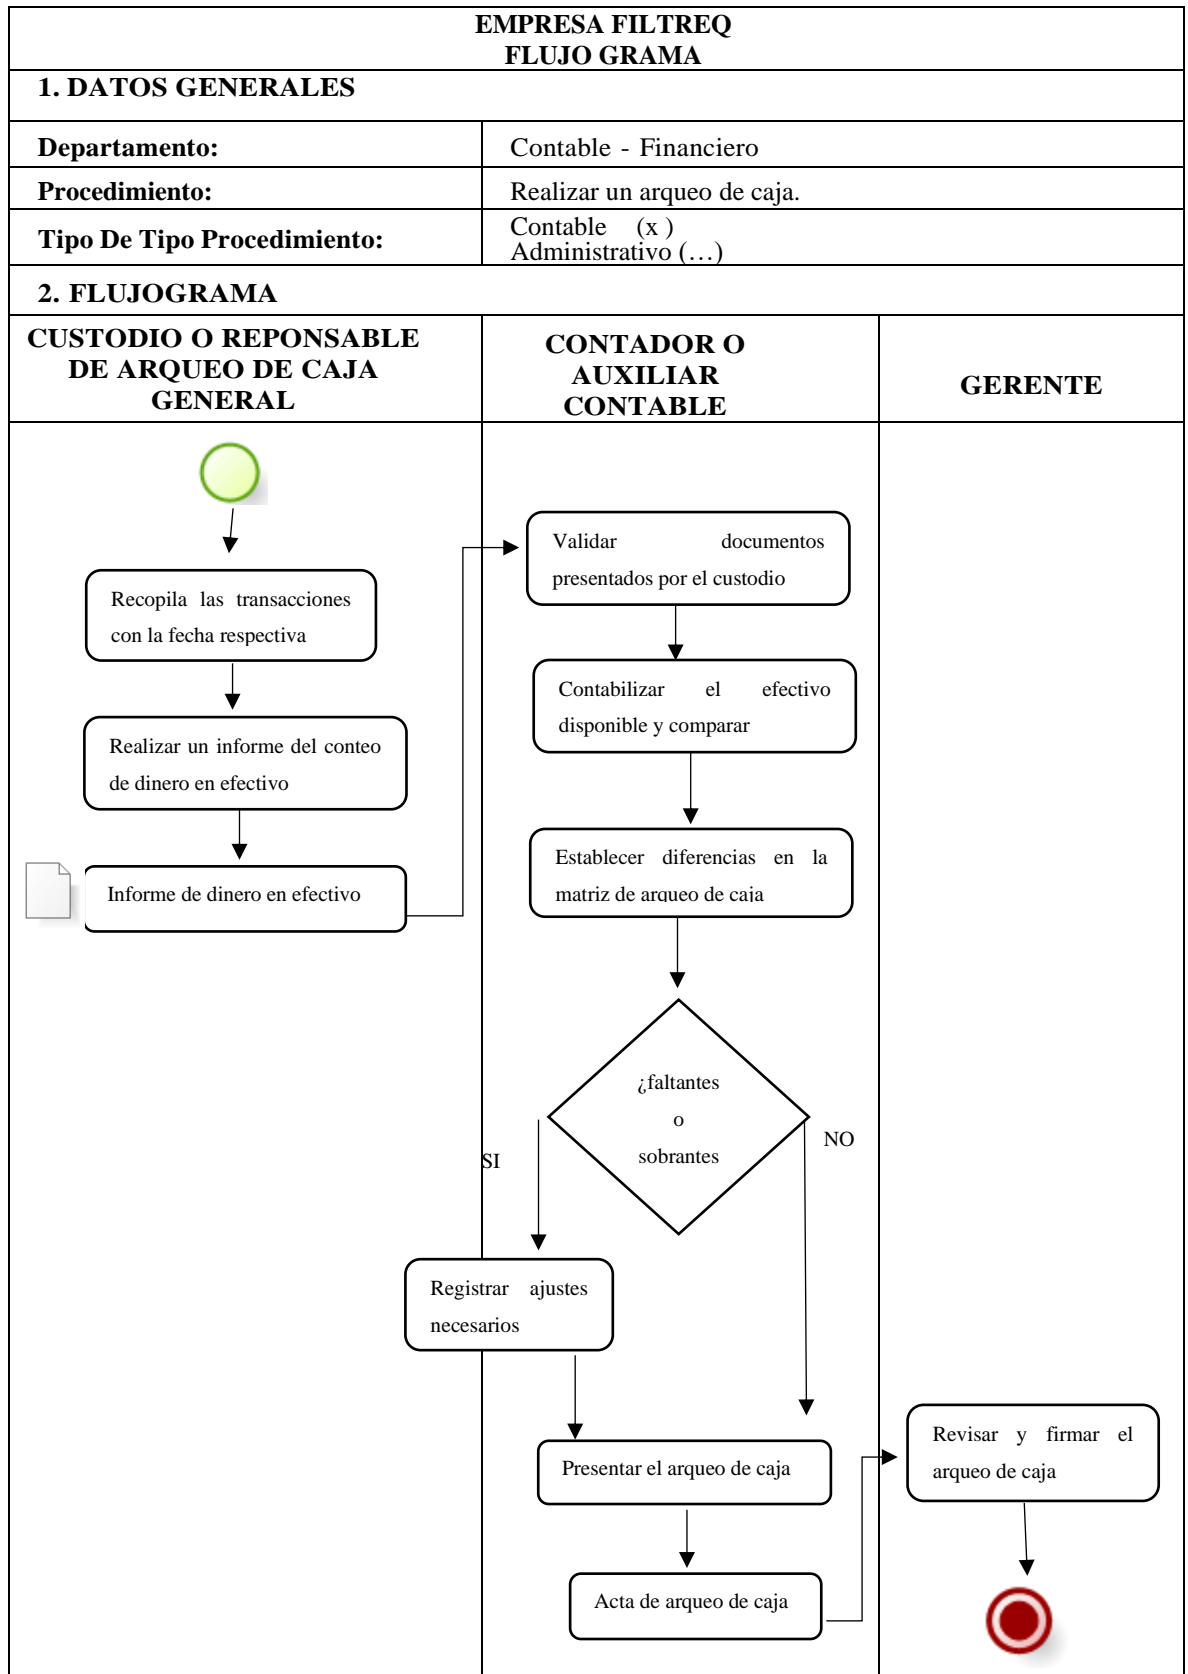 EMPRESA FILTREQ
FLUJO GRAMA
1. DATOS GENERALES
Departamento:
Contable - Financiero
Procedimiento:
Realizar un arqueo de caja.
Tipo De Tipo Procedimiento:
Contable (x )
Administrativo (…)
2. FLUJOGRAMA
CUSTODIO O REPONSABLE
DE ARQUEO DE CAJA
GENERAL
CONTADOR O
AUXILIAR
CONTABLE
GERENTE
Recopila las transacciones
con la fecha respectiva
Realizar un informe del conteo
de dinero en efectivo
Informe de dinero en efectivo
Validar documentos
presentados por el custodio
Contabilizar el efectivo
disponible y comparar
Establecer diferencias en la
matriz de arqueo de caja
¿faltantes
o
sobrantes
SI
NO
Registrar ajustes
necesarios
Presentar el arqueo de caja
Acta de arqueo de caja
Revisar y firmar el
arqueo de caja